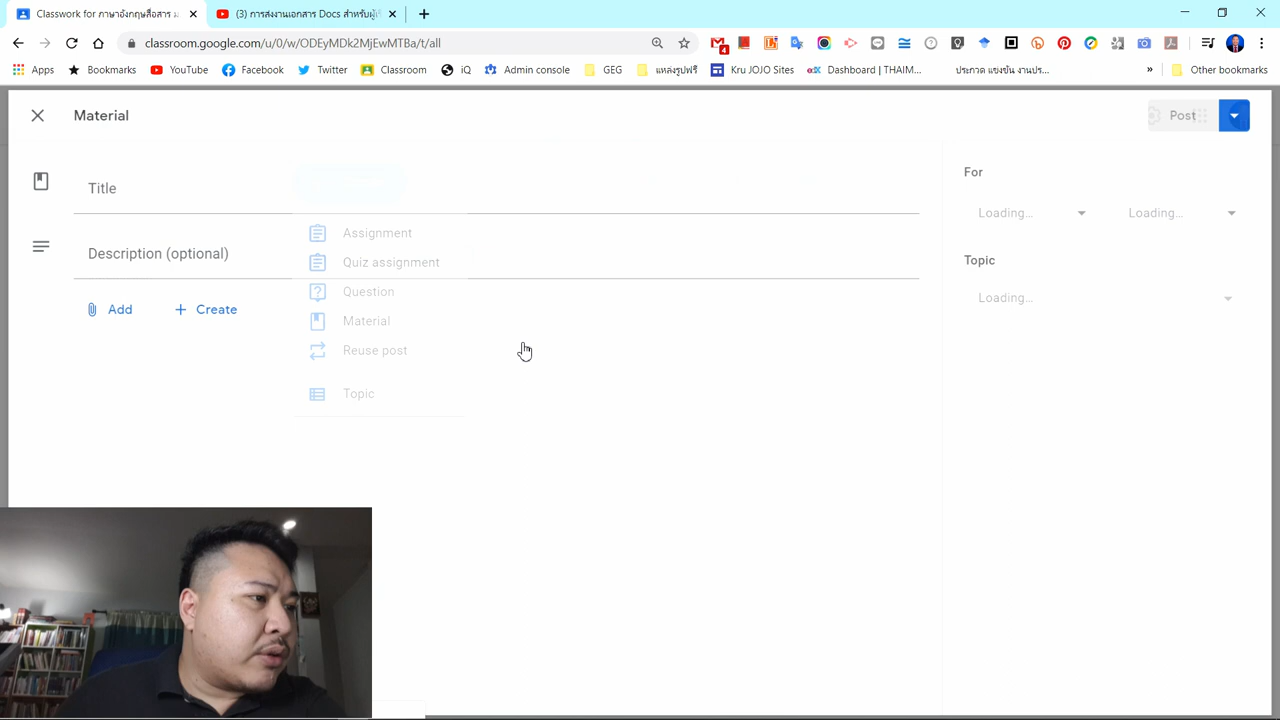 Classwork for ภาษาอังกฤษสื่อสาร ม
(3) การส่งงานเอกสาร Docs สำหรับผู้เ
classroom.google.com/u/0/w/ODEyMDk2MjEwMTBa/t/all
4
Apps
Bookmarks
YouTube
Facebook
Twitter
Classroom
iQ
Admin console
GEG
แหล่งรูปฟรี
Kru JOJO Sites
Dashboard | THAIM...
ประกวด แข่งขัน งานป...
»
Other bookmarks
Material
Post
Title
For
Loading...
Loading...
Assignment
Description (optional)
Quiz assignment
Topic
Question
Loading...
Add
Create
Material
Reuse post
Topic